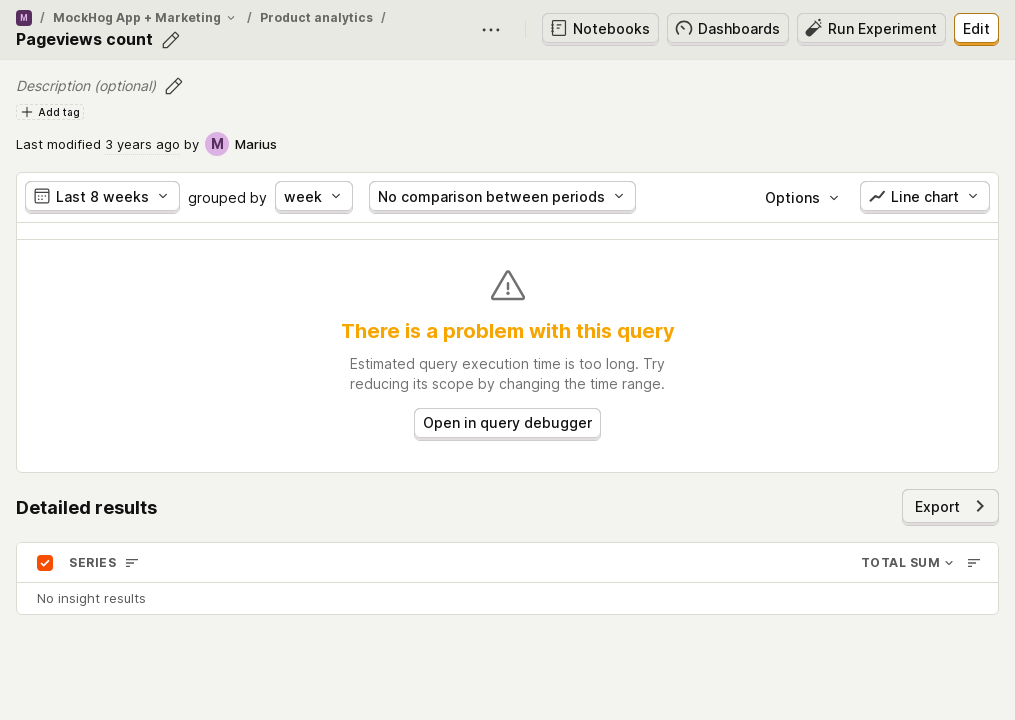 M / MockHog App + Marketing / Product analytics /
Pageviews count
Notebooks Dashboards Run Experiment Edit
Description (optional)
Add tag
Last modified 3 years ago by M Marius
Last 8 weeks grouped by week No comparison between periods Options Line chart
There is a problem with this query
Estimated query execution time is too long. Try
reducing its scope by changing the time range.
Open in query debugger
Detailed results
Export
SERIES TOTAL SUM
No insight results